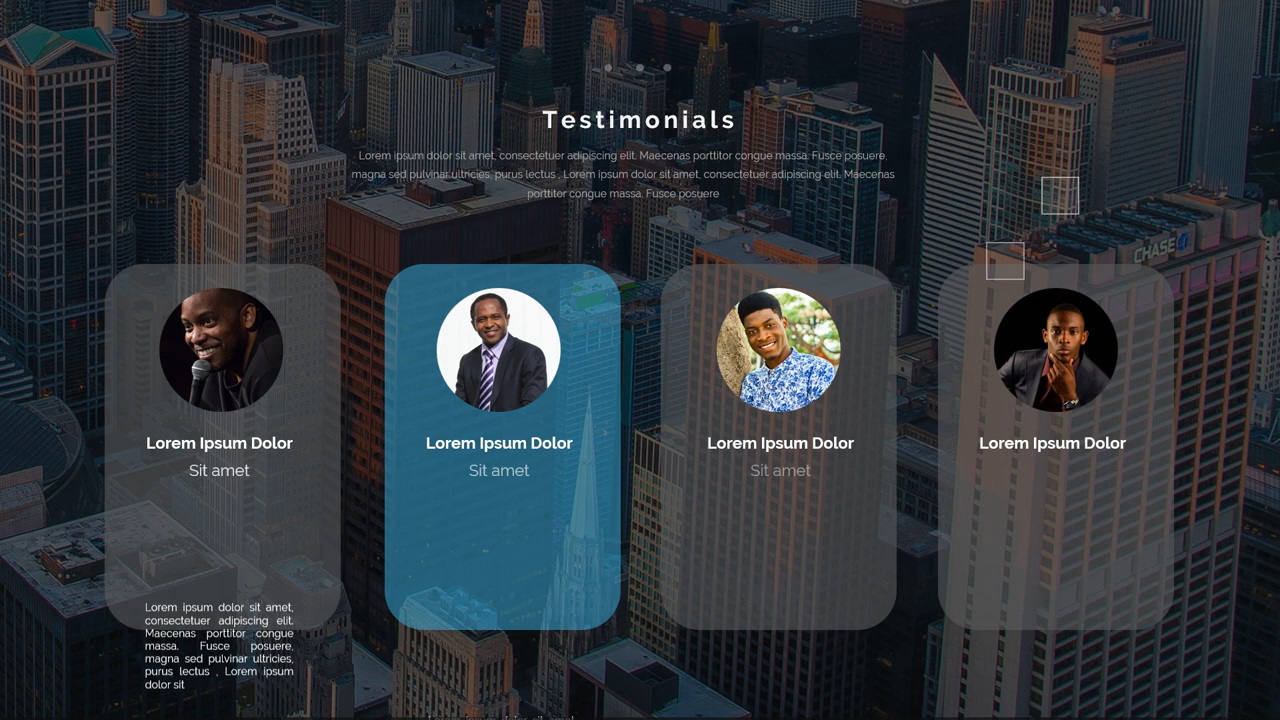 Testimonials
Lorem ipsum dolor sit amet, consectetuer adipiscing elit. Maecenas porttitor congue massa. Fusce posuere,
magna sed pulvinar ultricies, purus lectus , Lorem ipsum dolor sit amet, consectetuer adipiscing elit. Maecenas
porttitor congue massa. Fusce posuere
CHASE
Lorem Ipsum Dolor
Sit amet
Lorem ipsum dolor sit amet,
consectetuer adipiscing elit.
Maecenas porttitor congue
massa. Fusce posuere,
magna sed pulvinar ultricies,
purus lectus , Lorem ipsum
dolor sit
Lorem Ipsum Dolor
Sit amet
Lorem Ipsum Dolor
Sit amet
Lorem Ipsum Dolor